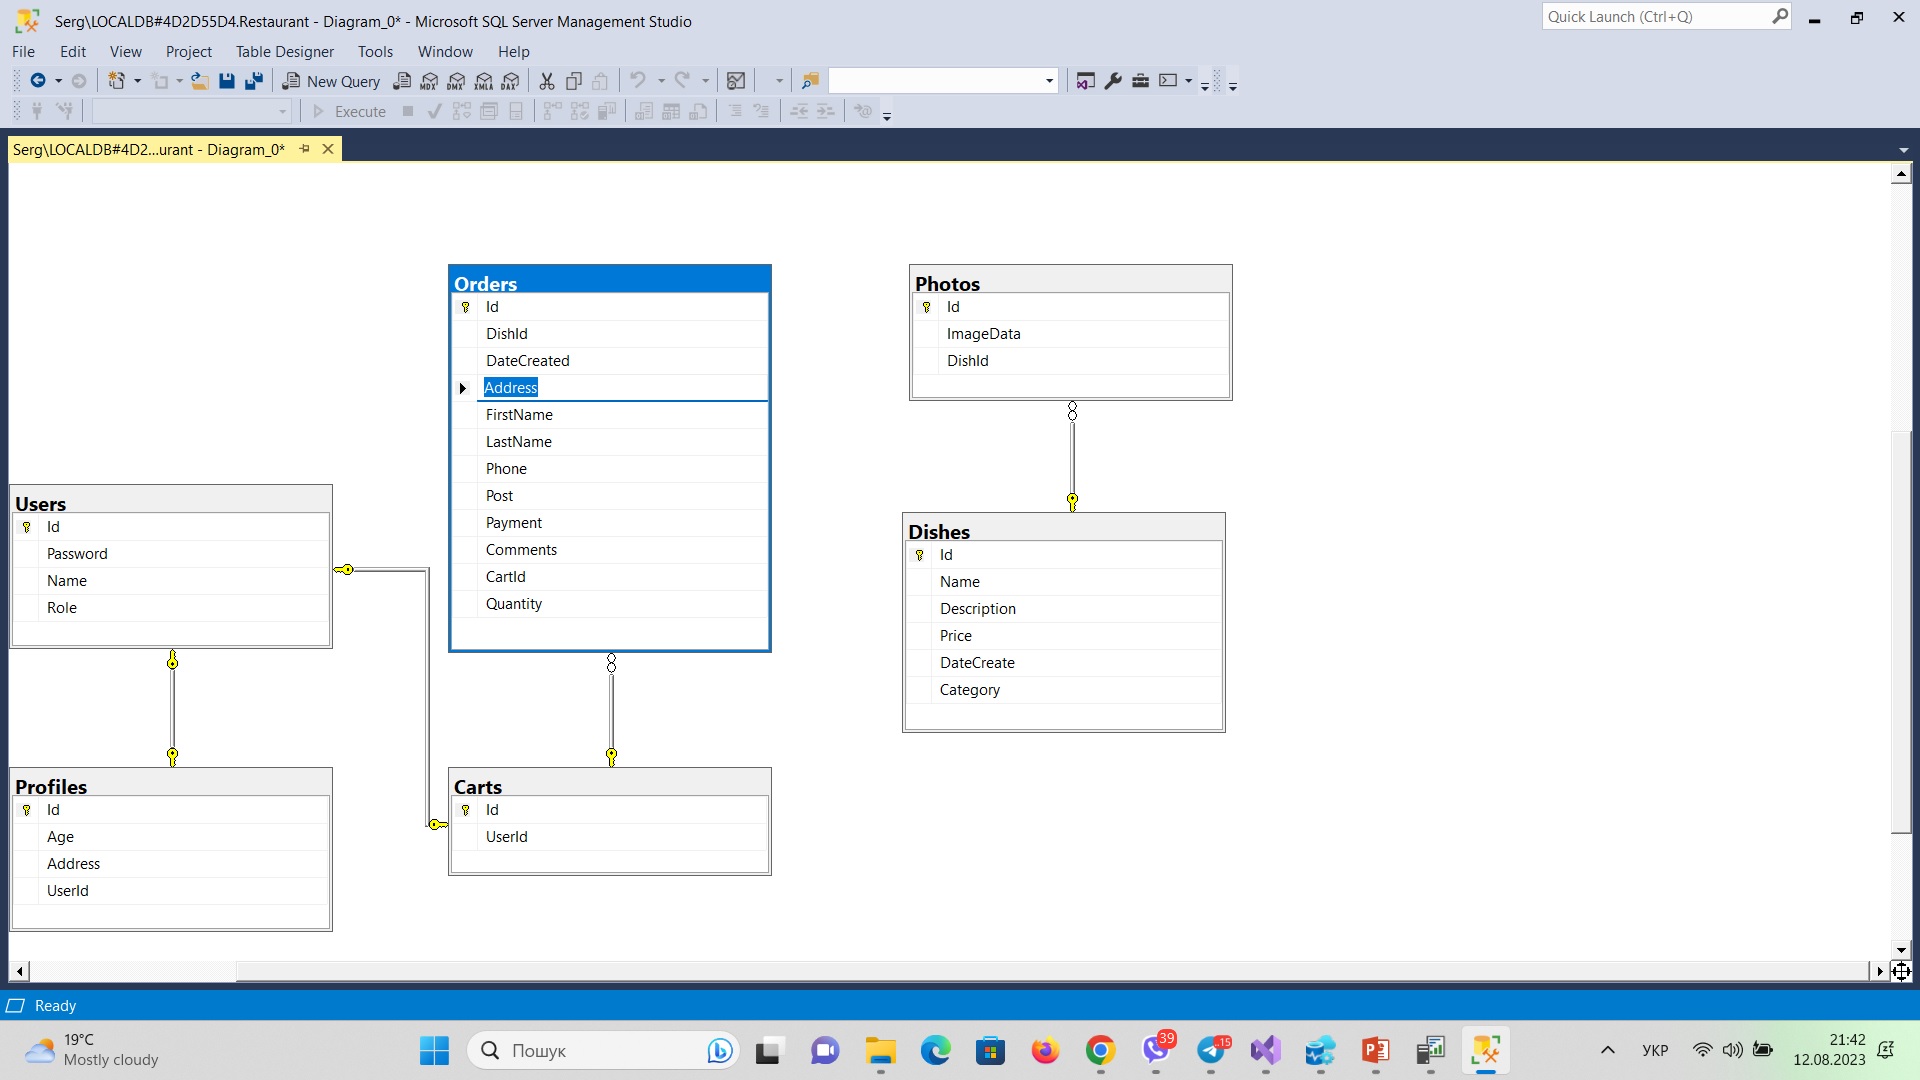 Serg\LOCALDB#4D2D55D4.Restaurant - Diagram_0* - Microsoft SQL Server Management Studio
Quick Launch (Ctrl+Q)
File Edit View Project Table Designer Tools Window Help
New Query MDX DMX XMLA DAX
Execute
Serg\LOCALDB#4D2...urant - Diagram_0*
Orders
Id
DishId
DateCreated
Address
FirstName
LastName
Phone
Post
Payment
Comments
CartId
Quantity
Photos
Id
ImageData
DishId
Users
Id
Password
Name
Role
Dishes
Id
Name
Description
Price
DateCreate
Category
Profiles
Id
Age
Address
UserId
Carts
Id
UserId
Ready
19°C
Mostly cloudy
Пошук
39
15
УКР
21:42
12.08.2023